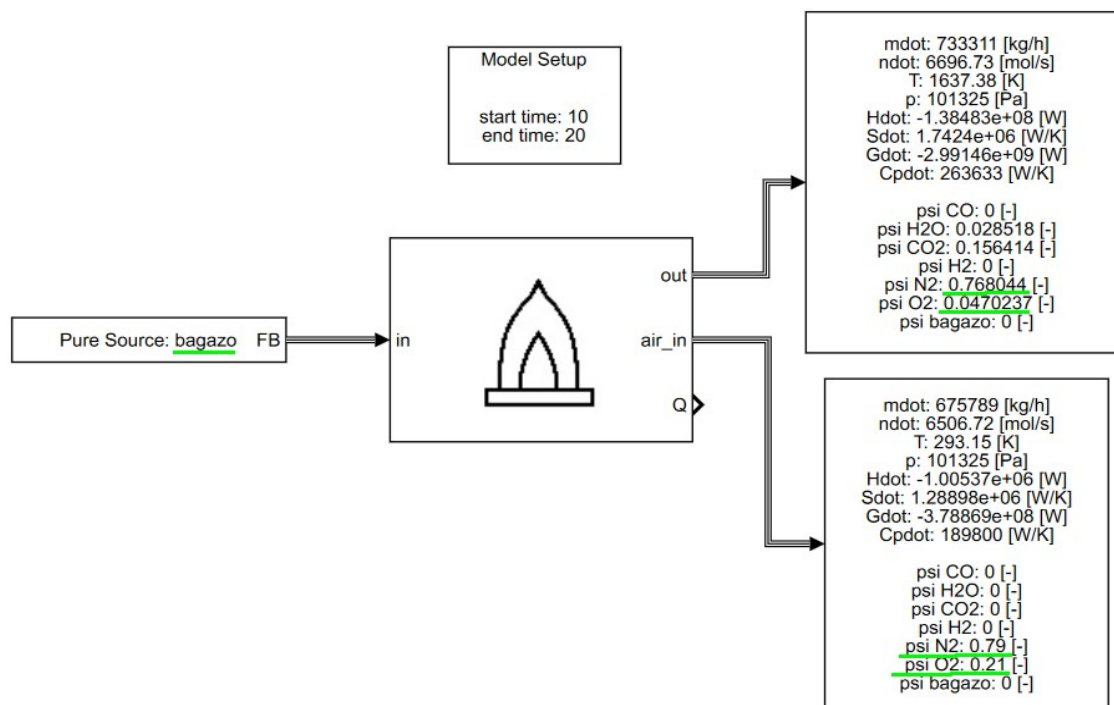 Model Setup
start time: 10
end time: 20
Pure Source: bagazo FB
in
out
air_in
Q
mdot: 733311 [kg/h]
ndot: 6696.73 [mol/s]
T: 1637.38 [K]
p: 101325 [Pa]
Hdot: -1.38483e+08 [W]
Sdot: 1.7424e+06 [W/K]
Gdot: -2.99146e+09 [W]
Cpdot: 263633 [W/K]
psi CO: 0 [-]
psi H2O: 0.028518 [-]
psi CO2: 0.156414 [-]
psi H2: 0 [-]
psi N2: 0.768044 [-]
psi O2: 0.0470237 [-]
psi bagazo: 0 [-]
mdot: 675789 [kg/h]
ndot: 6506.72 [mol/s]
T: 293.15 [K]
p: 101325 [Pa]
Hdot: -1.00537e+06 [W]
Sdot: 1.28898e+06 [W/K]
Gdot: -3.78869e+08 [W]
Cpdot: 189800 [W/K]
psi CO: 0 [-]
psi H2O: 0 [-]
psi CO2: 0 [-]
psi H2: 0 [-]
psi N2: 0.79 [-]
psi O2: 0.21 [-]
psi bagazo: 0 [-]